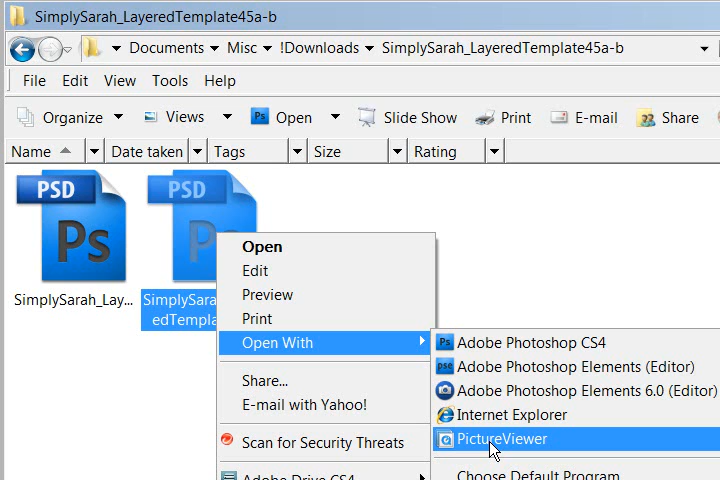 SimplySarah_LayeredTemplate45a-b
Documents Misc !Downloads SimplySarah_LayeredTemplate45a-b
File Edit View Tools Help
Organize Views Ps Open Slide Show Print E-mail Share
Name Date taken Tags Size Rating
PSD PSD
Ps P
SimplySarah_Lay... SimplySara
edTempla
Open
Edit
Preview
Print
Open With
Share...
E-mail with Yahoo!
Scan for Security Threats
Adobe Drive CS4
Ps Adobe Photoshop CS4
pse Adobe Photoshop Elements (Editor)
Adobe Photoshop Elements 6.0 (Editor)
Internet Explorer
PictureViewer
Choose Default Program